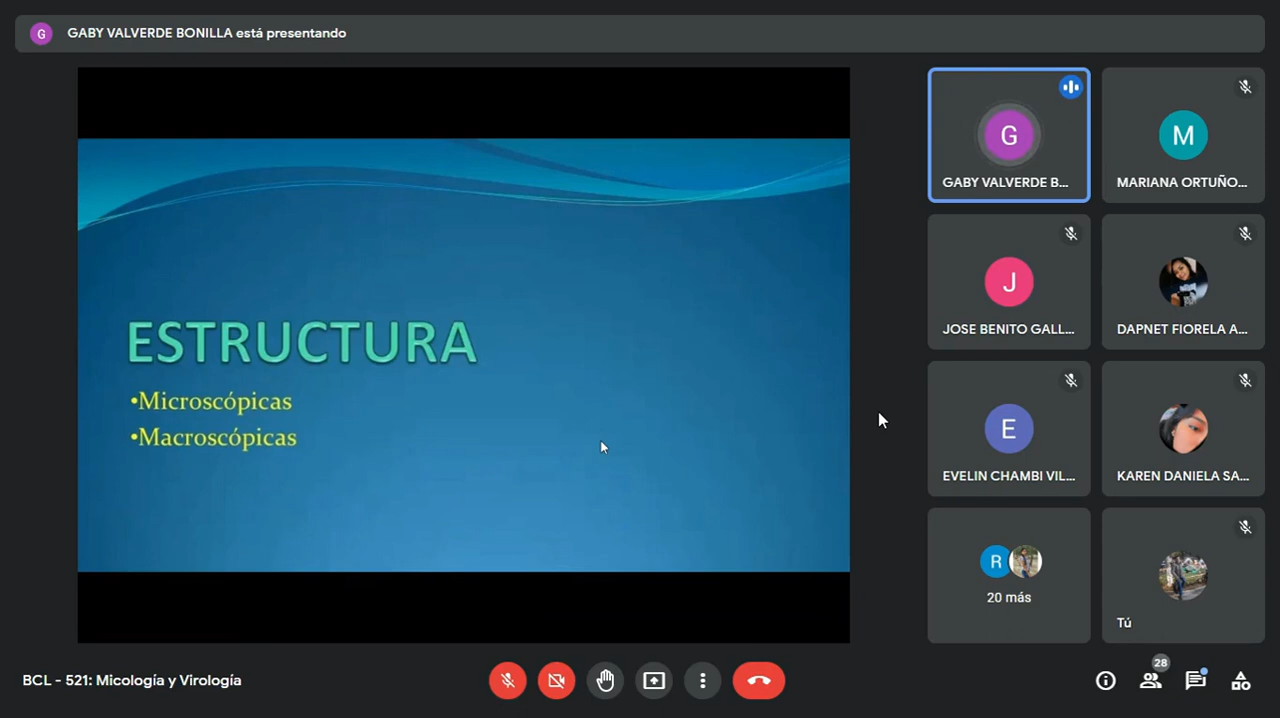 G GABY VALVERDE BONILLA está presentando
ESTRUCTURA
•Microscópicas
•Macroscópicas
G
GABY VALVERDE B...
M
MARIANA ORTUÑO...
J
JOSE BENITO GALL...
DAPNET FIORELA A...
E
EVELIN CHAMBI VIL...
KAREN DANIELA SA...
R
20 más
Tú
BCL - 521: Micología y Virología
28